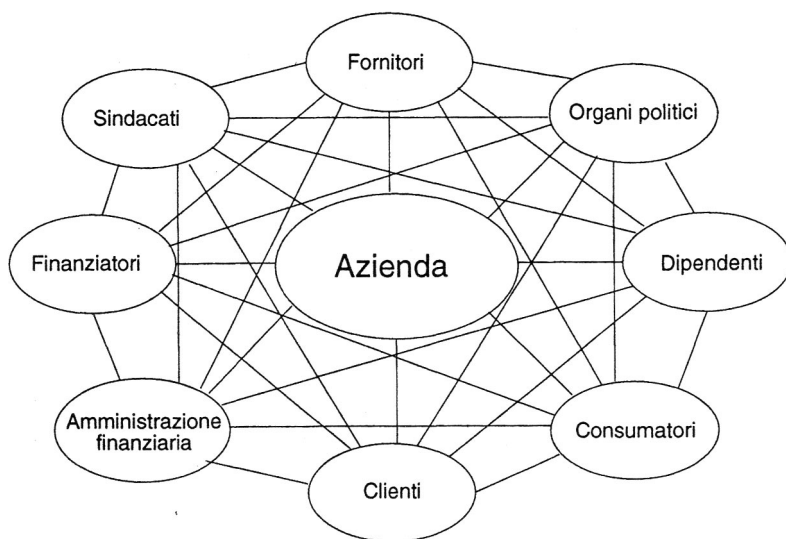 Fornitori
Sindacati
Organi politici
Finanziatori
Azienda
Dipendenti
Amministrazione
finanziaria
Consumatori
Clienti